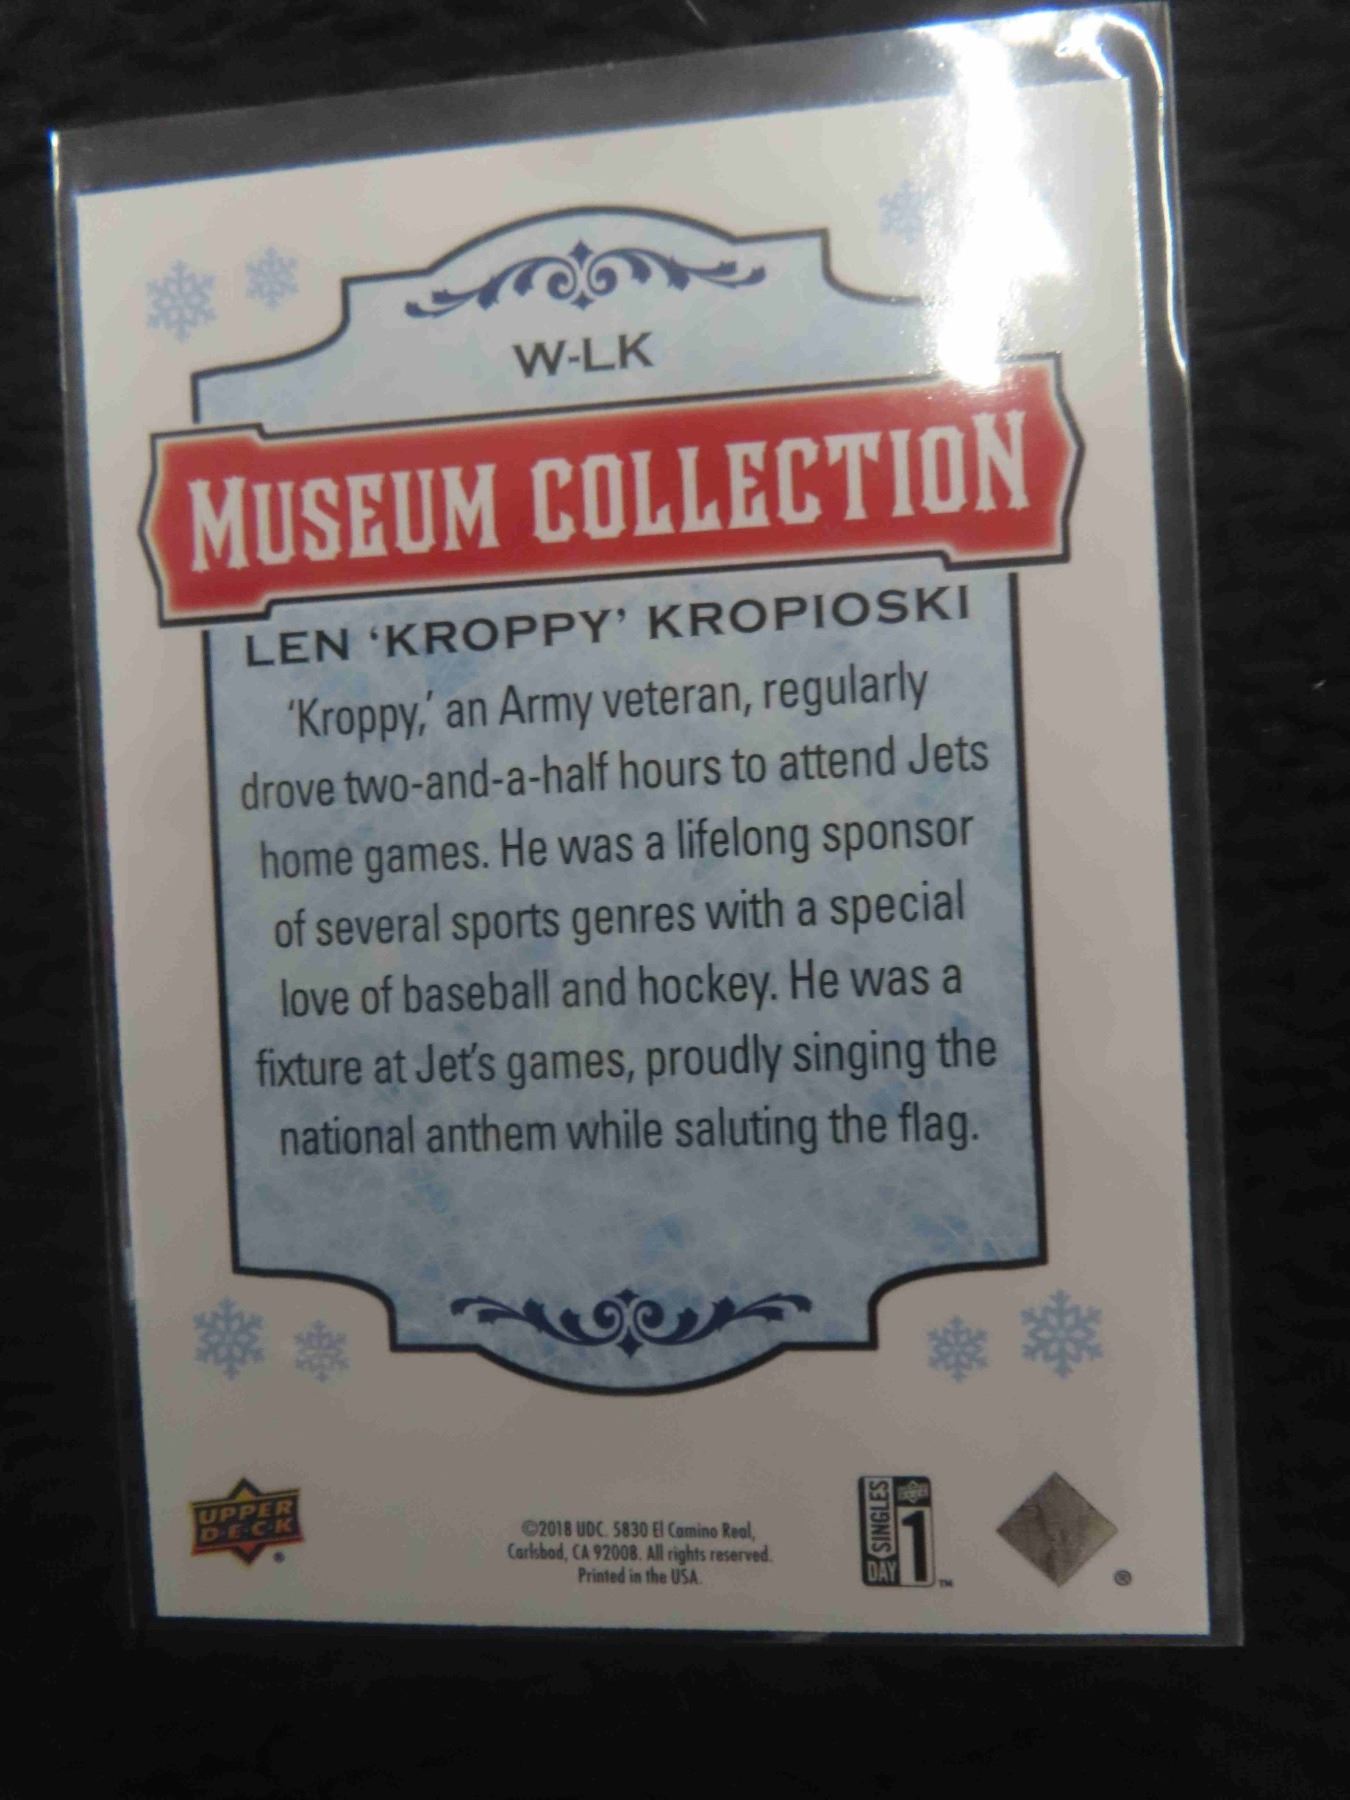 W-LK
MUSEUM COLLECTION
LEN ‘KROPPY’ KROPIOSKI
‘Kroppy,’ an Army veteran, regularly
drove two-and-a-half hours to attend Jets
home games. He was a lifelong sponsor
of several sports genres with a special
love of baseball and hockey. He was a
fixture at Jet’s games, proudly singing the
national anthem while saluting the flag.
UPPER
D·E·C·K
®
©2018 UDC. 5830 El Camino Real,
Carlsbad, CA 92008. All rights reserved.
Printed in the USA.
DAY 1 SINGLES
™
®